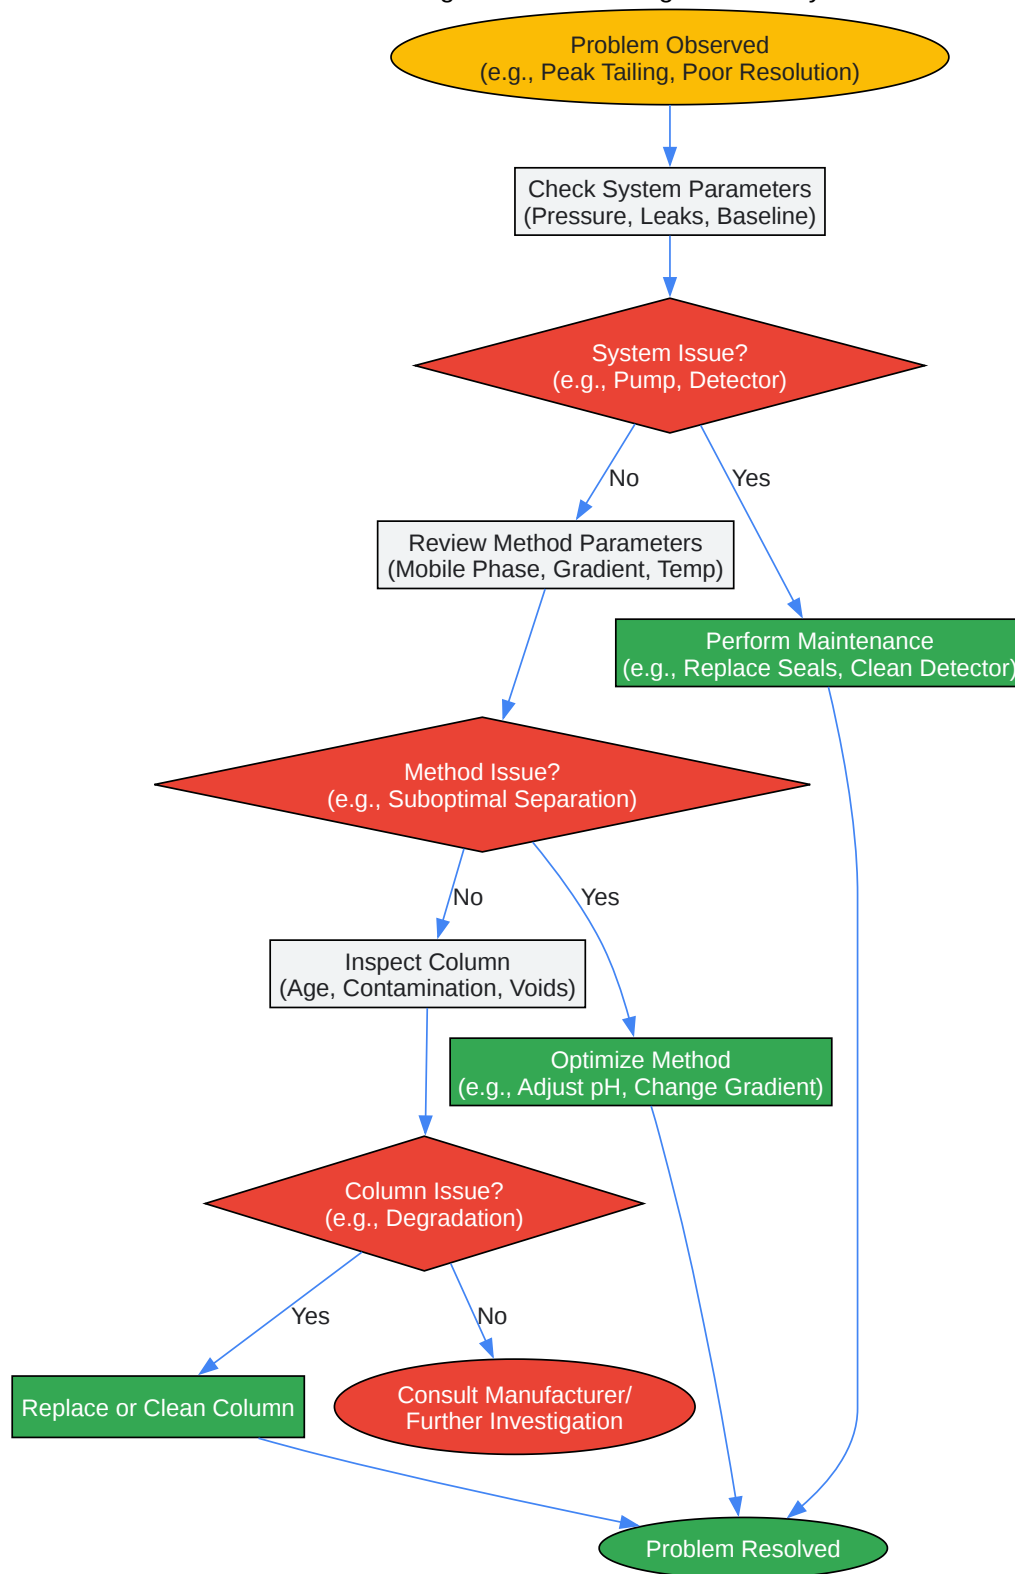 Problem Observed
(e.g., Peak Tailing, Poor Resolution)
Check System Parameters
(Pressure, Leaks, Baseline)
System Issue?
(e.g., Pump, Detector)
No
Yes
Review Method Parameters
(Mobile Phase, Gradient, Temp)
Perform Maintenance
(e.g., Replace Seals, Clean Detector)
Method Issue?
(e.g., Suboptimal Separation)
No
Yes
Inspect Column
(Age, Contamination, Voids)
Optimize Method
(e.g., Adjust pH, Change Gradient)
Column Issue?
(e.g., Degradation)
Yes
No
Replace or Clean Column
Consult Manufacturer/
Further Investigation
Problem Resolved